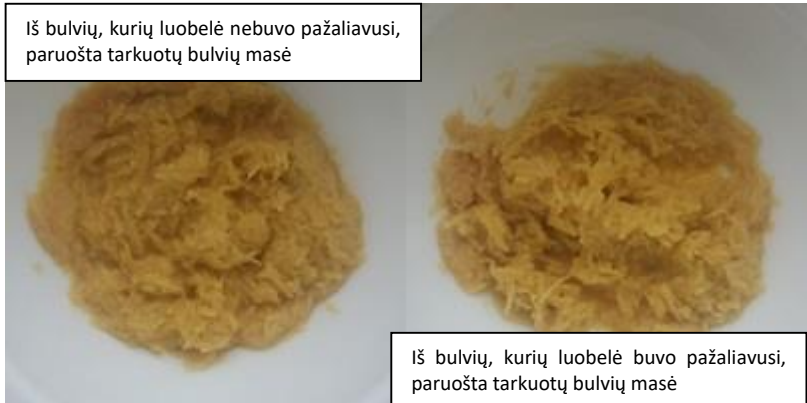 Iš bulvių, kurių luobelė nebuvo pažaliavusi,
paruošta tarkuotų bulvių masė
Iš bulvių, kurių luobelė buvo pažaliavusi,
paruošta tarkuotų bulvių masė